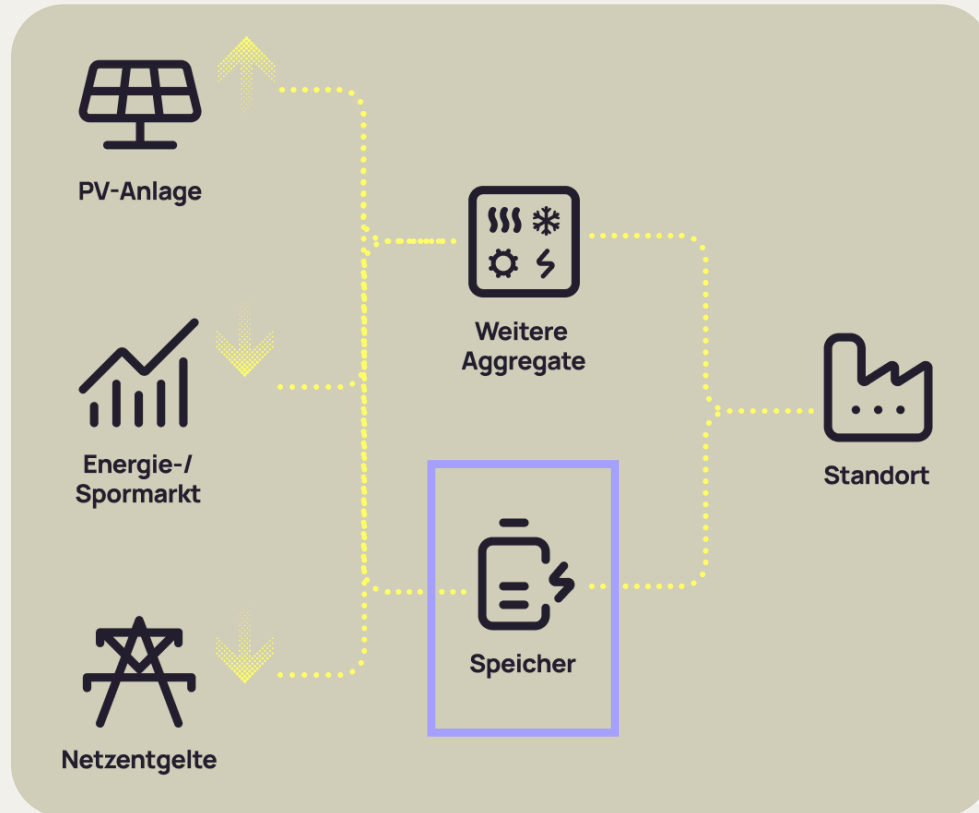 PV-Anlage
Weitere
Aggregate
Energie-/
Spormarkt
Standort
Speicher
Netzentgelte